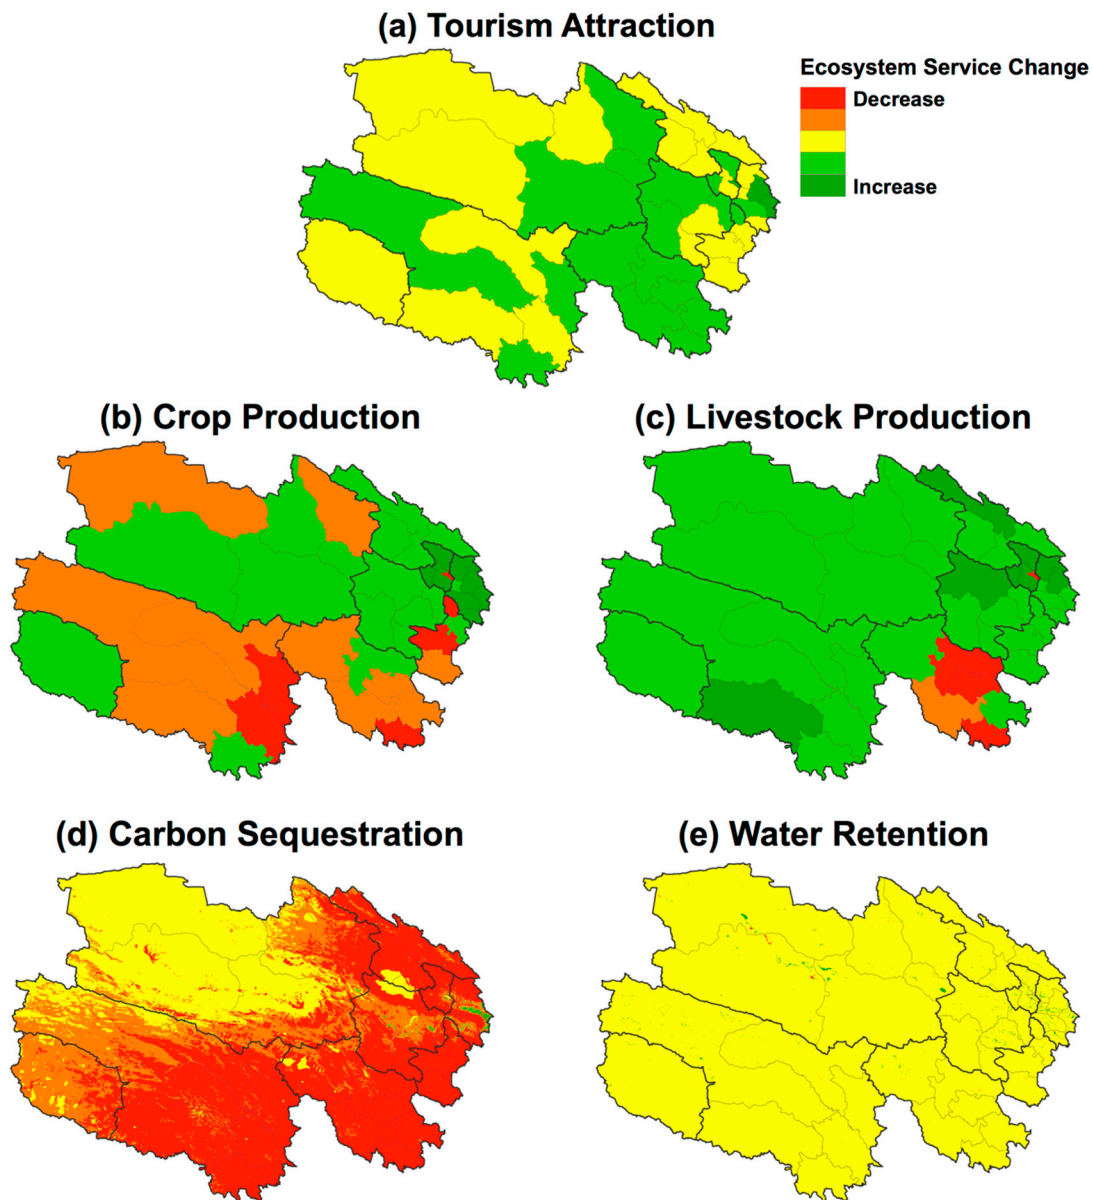 (a) Tourism Attraction
Ecosystem Service Change
Decrease
Increase
(b) Crop Production
(c) Livestock Production
(d) Carbon Sequestration
(e) Water Retention